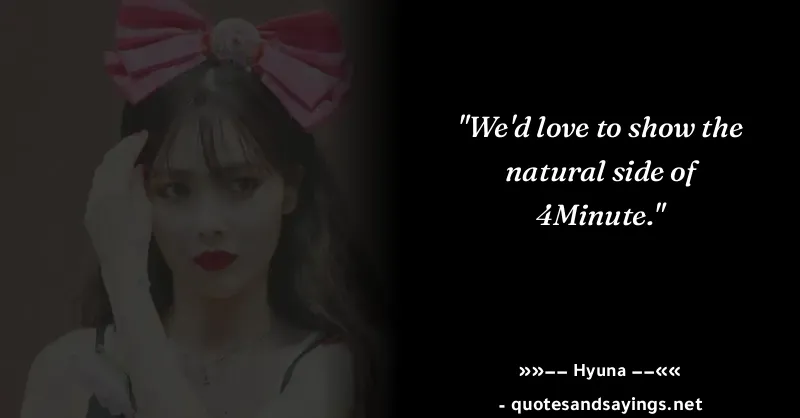 "We'd love to show the
natural side of
4Minute."
»»−− Hyuna −−««
- quotesandsayings.net